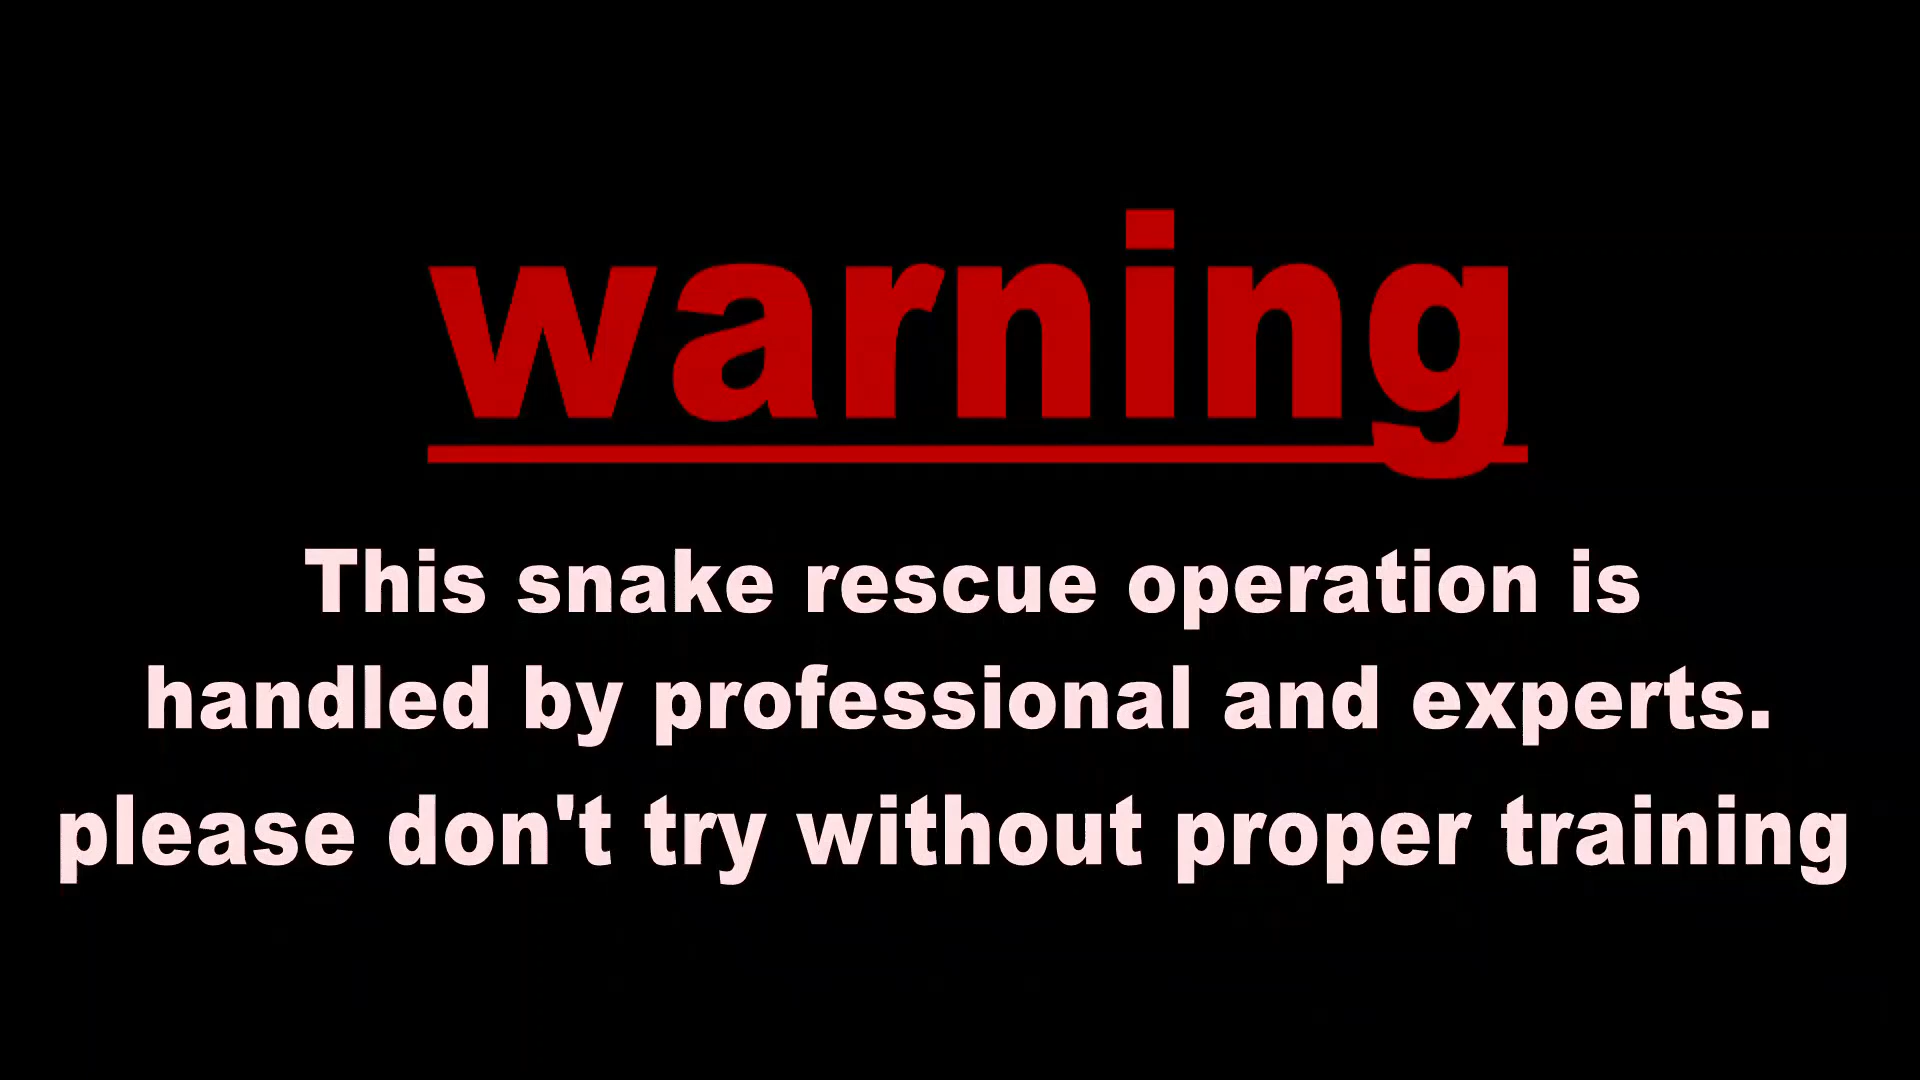 warning
This snake rescue operation is
handled by professional and experts.
please don't try without proper training